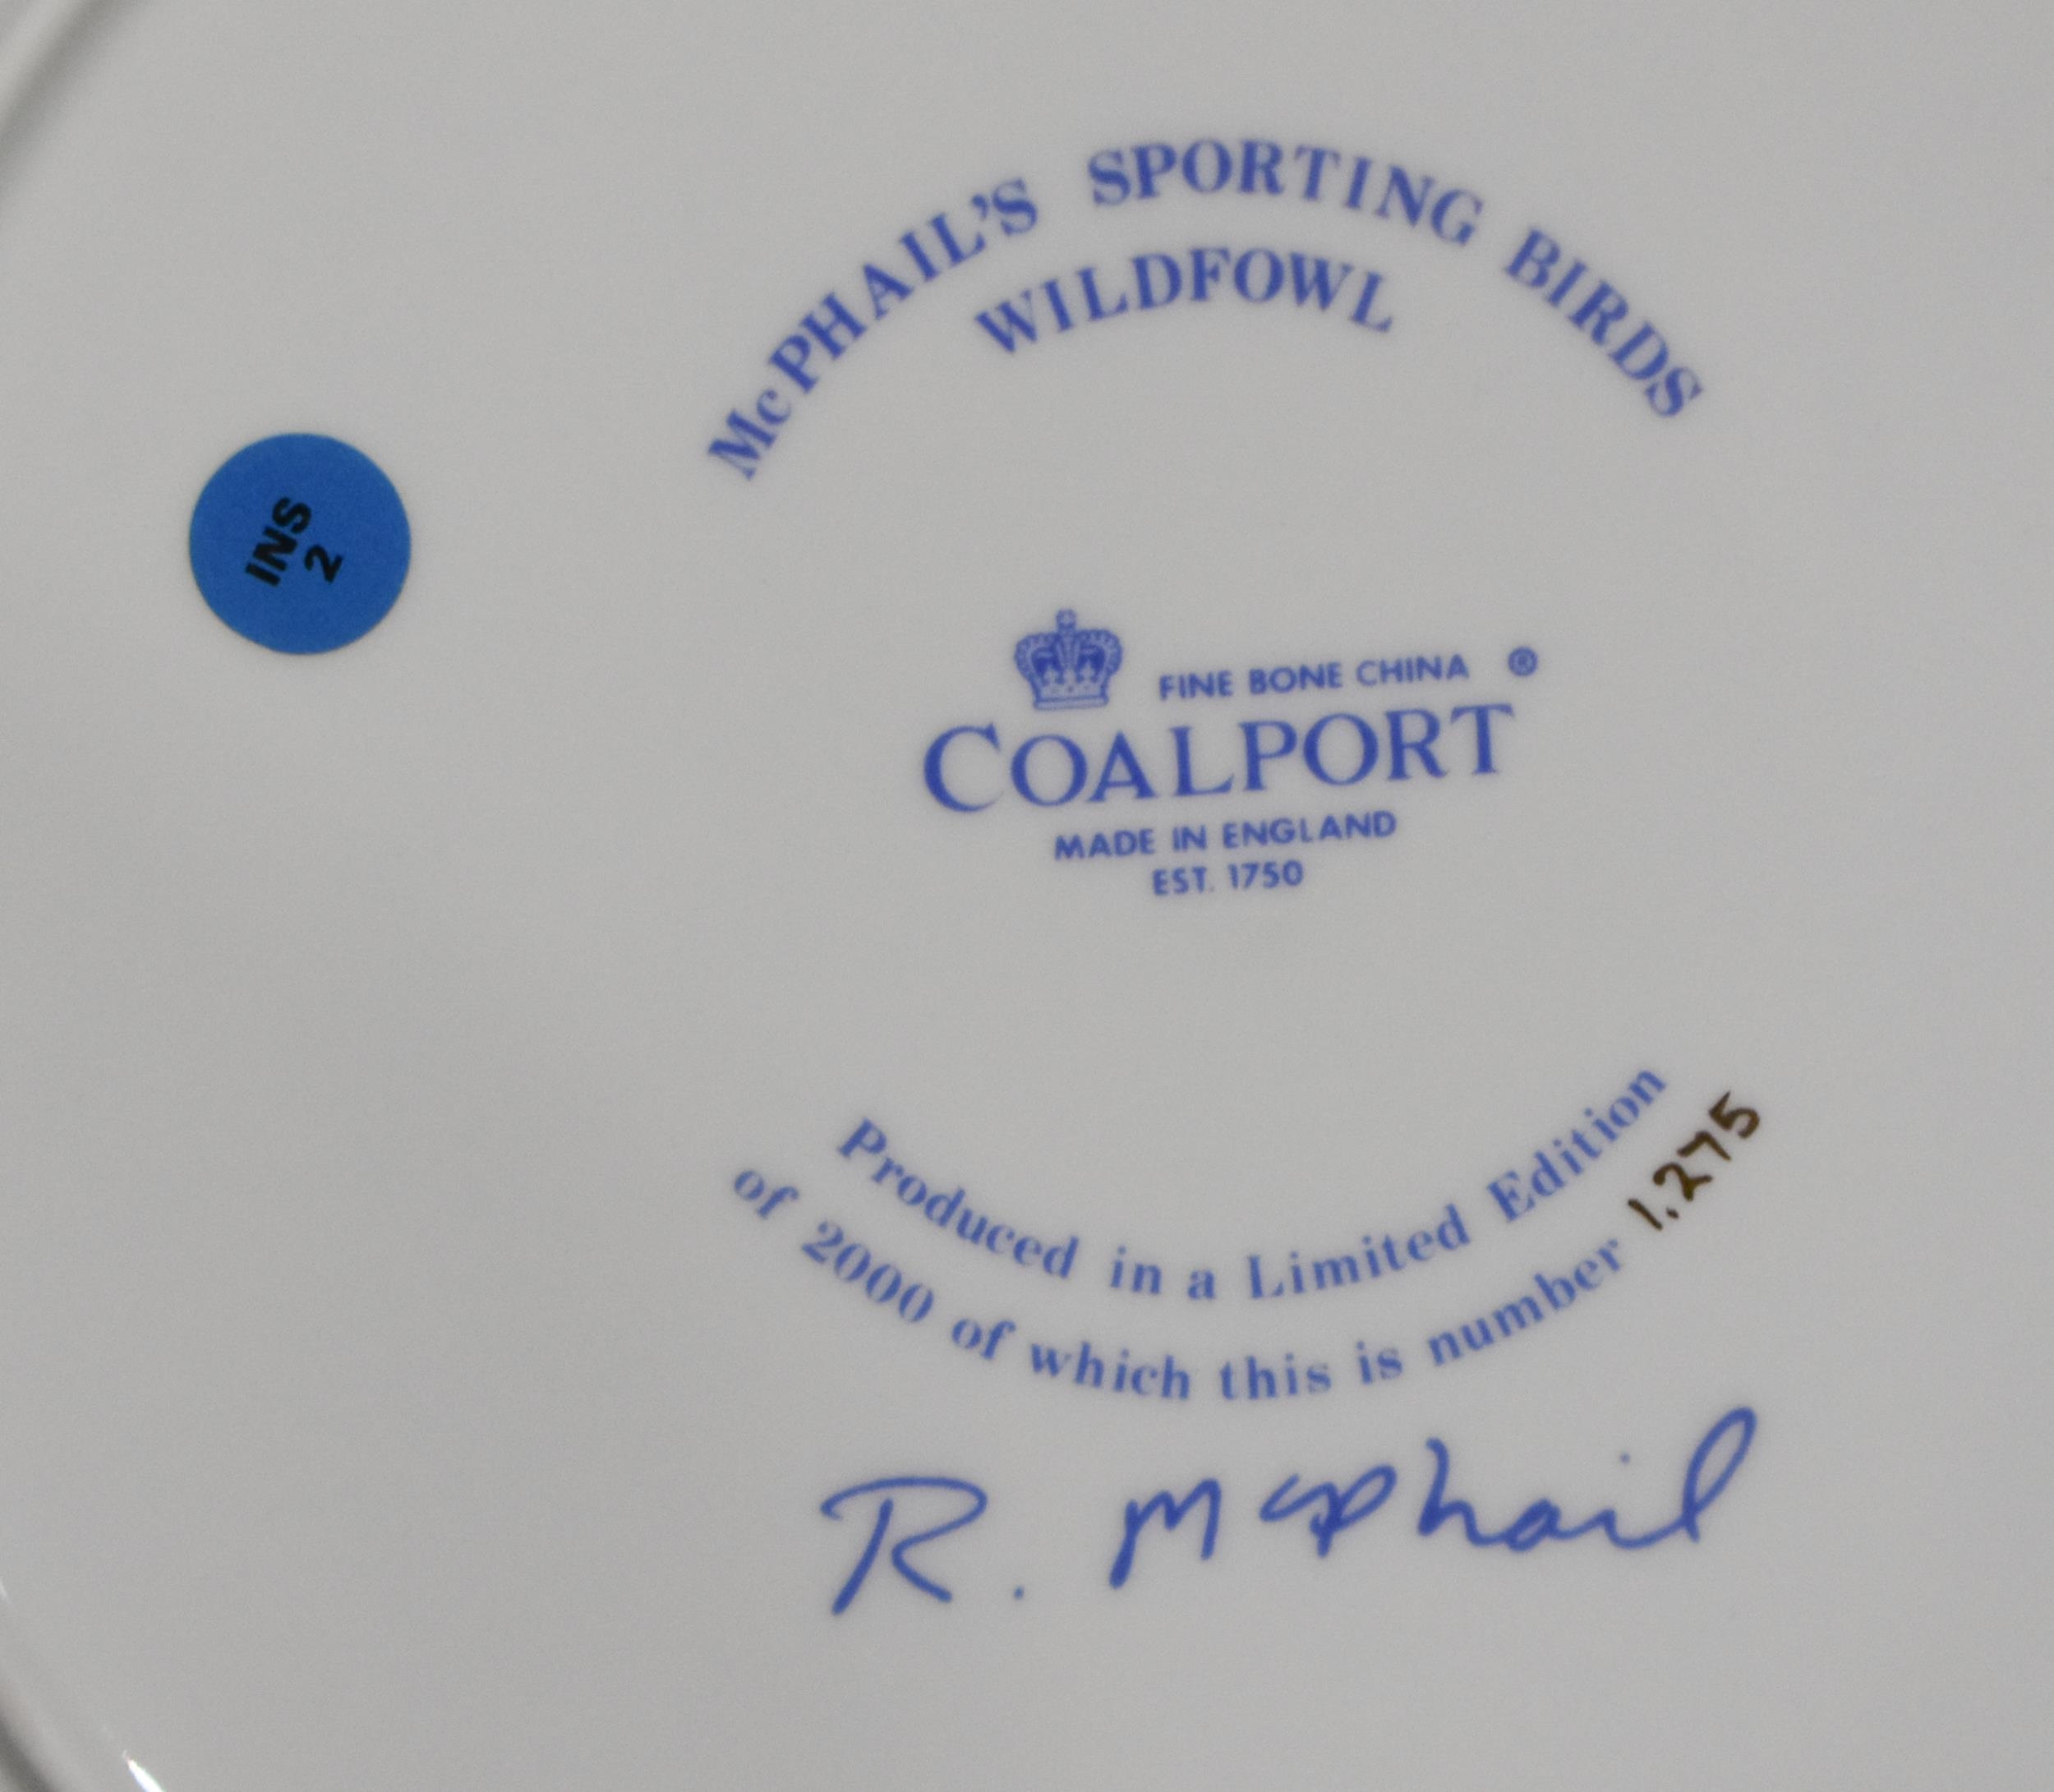 McPHAIL'S SPORTING BIRDS
WILDFOWL
INS
2
FINE BONE CHINA ®
COALPORT
MADE IN ENGLAND
EST. 1750
Produced in a Limited Edition
of 2000 of which this is number 1,275
R. McPhail